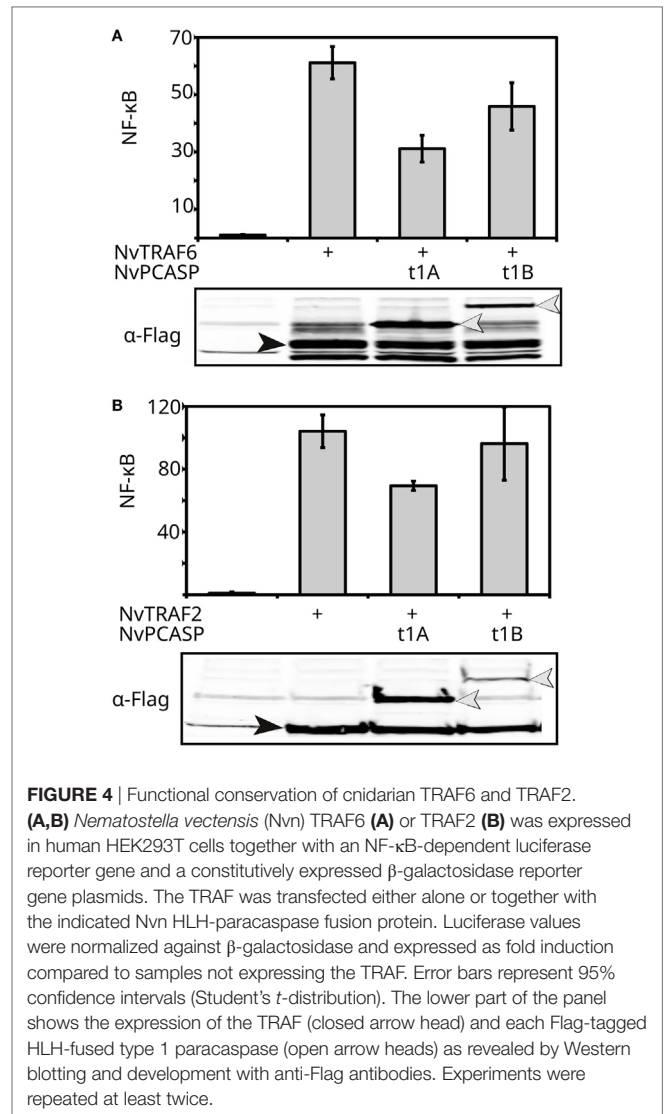 A
70
50
30
10
NF-κB
NvTRAF6 + + +
NvPCASP t1A t1B
α-Flag
B
120
80
40
NF-κB
NvTRAF2 + + +
NvPCASP t1A t1B
α-Flag
FIGURE 4 | Functional conservation of cnidarian TRAF6 and TRAF2.
(A,B) Nematostella vectensis (Nvn) TRAF6 (A) or TRAF2 (B) was expressed
in human HEK293T cells together with an NF-κB-dependent luciferase
reporter gene and a constitutively expressed β-galactosidase reporter
gene plasmids. The TRAF was transfected either alone or together with
the indicated Nvn HLH-paracaspase fusion protein. Luciferase values
were normalized against β-galactosidase and expressed as fold induction
compared to samples not expressing the TRAF. Error bars represent 95%
confidence intervals (Student's t-distribution). The lower part of the panel
shows the expression of the TRAF (closed arrow head) and each Flag-tagged
HLH-fused type 1 paracaspase (open arrow heads) as revealed by Western
blotting and development with anti-Flag antibodies. Experiments were
repeated at least twice.